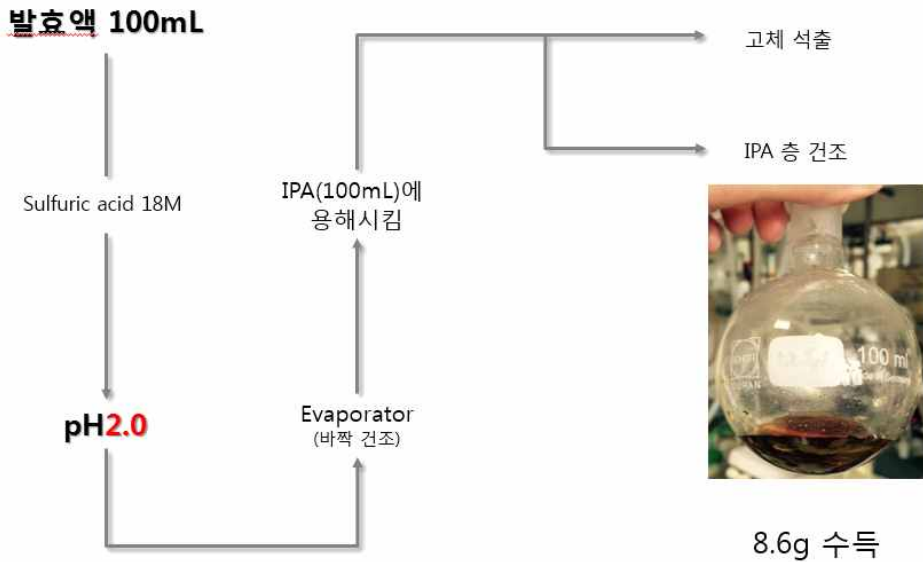 발효액 100mL
Sulfuric acid 18M
pH2.0
Evaporator
(바짝 건조)
IPA(100mL)에
용해시킴
고체 석출
IPA 층 건조
100 ml
8.6g 수득